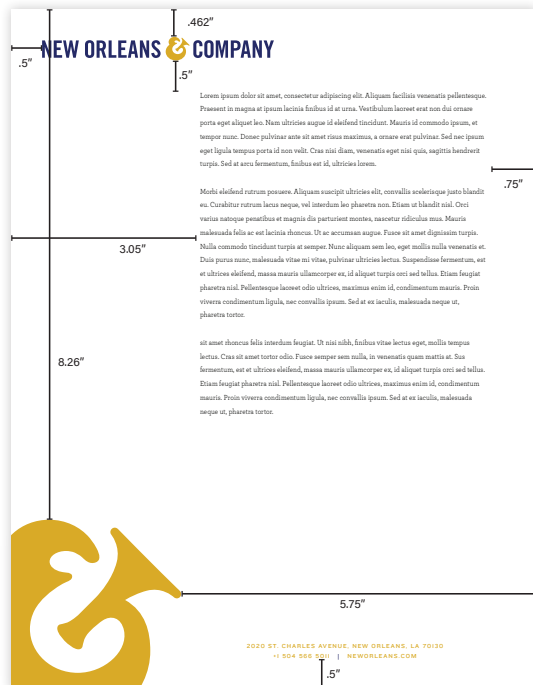 .462″
NEW ORLEANS & COMPANY
.5″
.5″
Lorem ipsum dolor sit amet, consectetur adipiscing elit. Aliquam facilisis venenatis pellentesque.
Praesent in magna at ipsum lacinia finibus id at urna. Vestibulum laoreet erat non dui ornare
porta eget aliquet leo. Nam ultricies augue id eleifend tincidunt. Mauris id commodo ipsum, et
tempor nunc. Donec pulvinar ante sit amet risus maximus, a ornare erat pulvinar. Sed nec ipsum
eget ligula tempus porta id non velit. Cras nisi diam, venenatis eget nisi quis, sagittis hendrerit
turpis. Sed at arcu fermentum, finibus est id, ultricies lorem.
.75″
Morbi eleifend rutrum posuere. Aliquam suscipit ultricies elit, convallis scelerisque justo blandit
eu. Curabitur rutrum lacus neque, vel interdum leo pharetra non. Etiam ut blandit nisl. Orci
varius natoque penatibus et magnis dis parturient montes, nascetur ridiculus mus. Mauris
malesuada felis ac est lacinia rhoncus. Ut ac accumsan augue. Fusce sit amet dignissim turpis.
Nulla commodo tincidunt turpis at semper. Nunc aliquam sem leo, eget mollis nulla venenatis et.
Duis purus nunc, malesuada vitae mi vitae, pulvinar ultricies lectus. Suspendisse fermentum, est
et ultrices eleifend, massa mauris ullamcorper ex, id aliquet turpis orci sed tellus. Etiam feugiat
pharetra nisl. Pellentesque laoreet odio ultrices, maximus enim id, condimentum mauris. Proin
viverra condimentum ligula, nec convallis ipsum. Sed at ex iaculis, malesuada neque ut,
pharetra tortor.
3.05″
sit amet rhoncus felis interdum feugiat. Ut nisi nibh, finibus vitae lectus eget, mollis tempus
lectus. Cras sit amet tortor odio. Fusce semper sem nulla, in venenatis quam mattis at. Sus
fermentum, est et ultrices eleifend, massa mauris ullamcorper ex, id aliquet turpis orci sed tellus.
Etiam feugiat pharetra nisl. Pellentesque laoreet odio ultrices, maximus enim id, condimentum
mauris. Proin viverra condimentum ligula, nec convallis ipsum. Sed at ex iaculis, malesuada
neque ut, pharetra tortor.
8.26″
&
5.75″
2020 ST. CHARLES AVENUE, NEW ORLEANS, LA 70130
+1 504 566 5011 | NEWORLEANS.COM
.5″